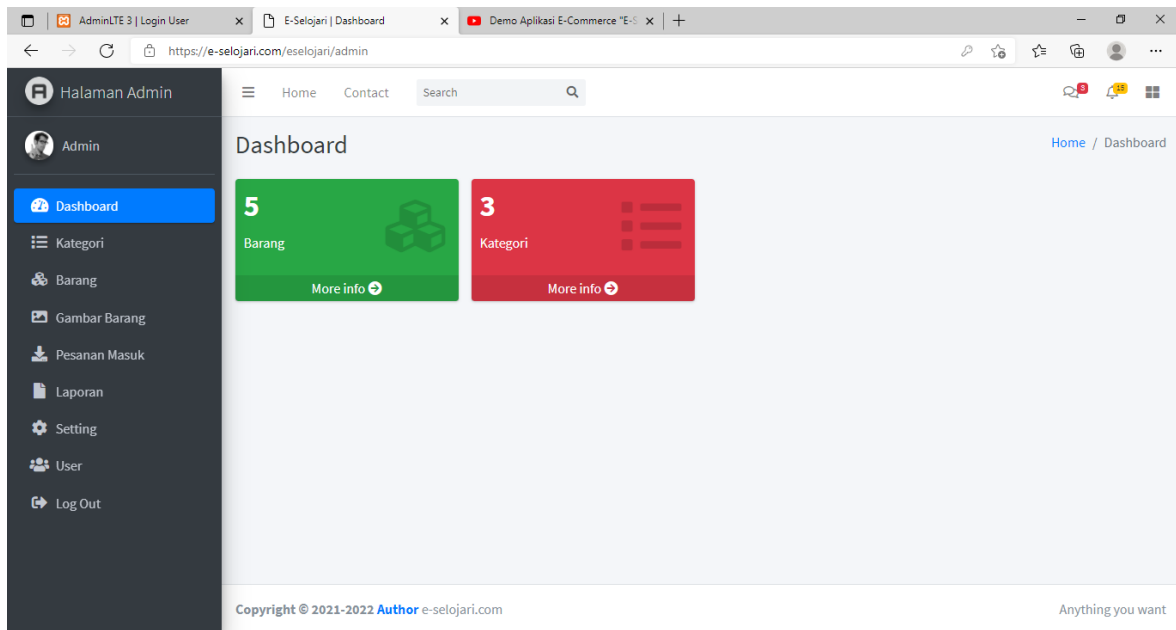 AdminLTE 3 | Login User
E-Selojari | Dashboard
Demo Aplikasi E-Commerce "E-S
https://e-selojari.com/eselojari/admin
Halaman Admin
Home Contact Search
3 15
Admin
Dashboard
Home / Dashboard
Dashboard
Kategori
Barang
Gambar Barang
Pesanan Masuk
Laporan
Setting
User
Log Out
5
Barang
More info
3
Kategori
More info
Copyright © 2021-2022 Author e-selojari.com
Anything you want